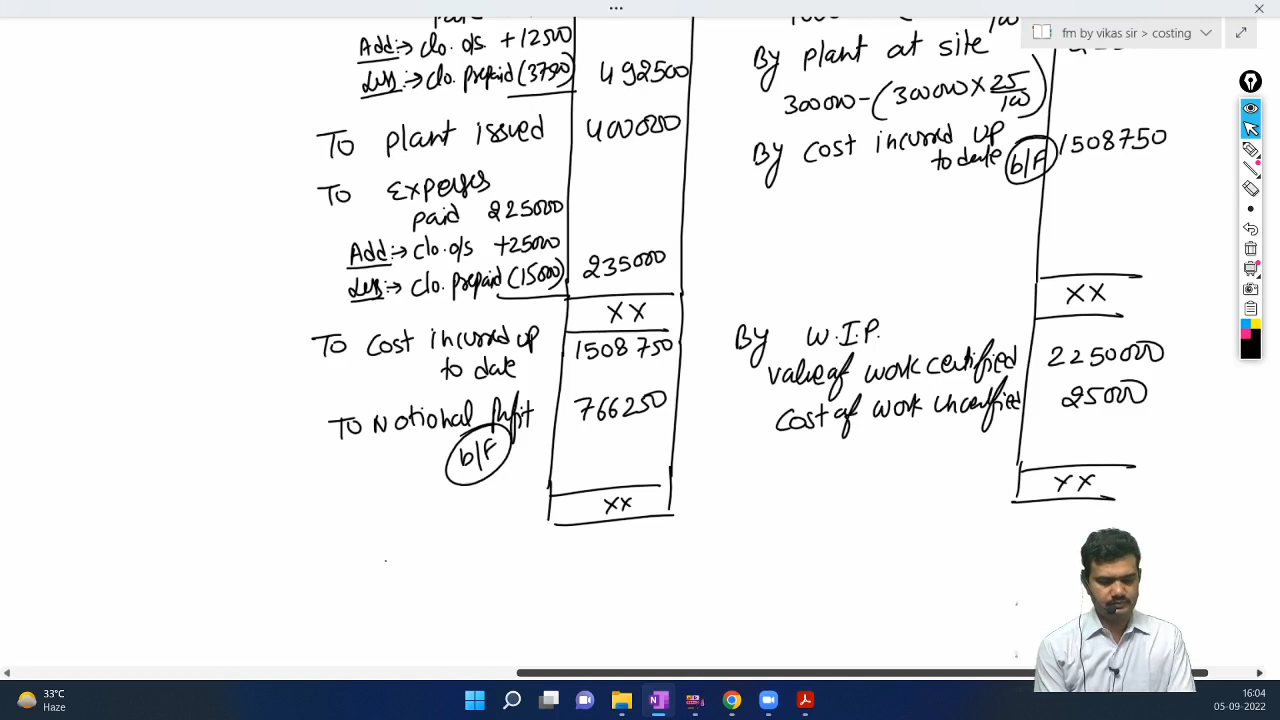 fm by vikas sir > costing
Add:→ clo. o/s. +12500
Less:→ clo. prepaid (3750) 492500
To Plant issued 400000
To Expenses
paid 225000
Add:→ clo. o/s +25000
Less:→ clo. prepaid (15000) 235000
XX
To cost incurred up
to date 1508750
To Notional Profit 766250
b/F
XX
By plant at site
300000 - (300000 × 25/100)
By cost incurred up
to date b/F 1508750
XX
By W.I.P.
value of work certified 2250000
cost of work uncertified 25000
XX
33°C
Haze
16:04
05-09-2022